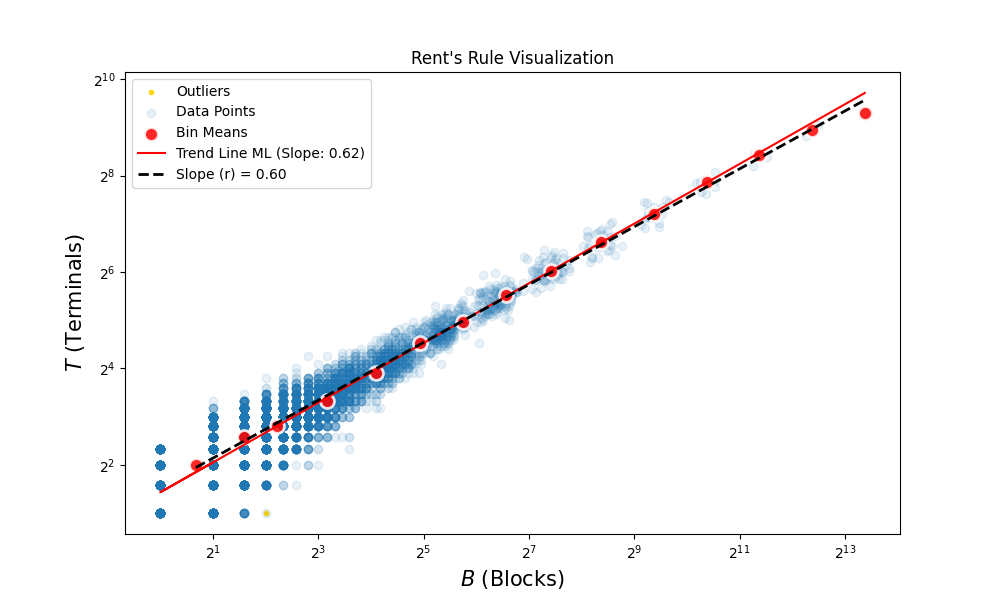 Rent's Rule Visualization
Outliers
Data Points
Bin Means
Trend Line ML (Slope: 0.62)
Slope (r) = 0.60
T (Terminals)
2^10
2^8
2^6
2^4
2^2
2^1
2^3
2^5
2^7
2^9
2^11
2^13
B (Blocks)